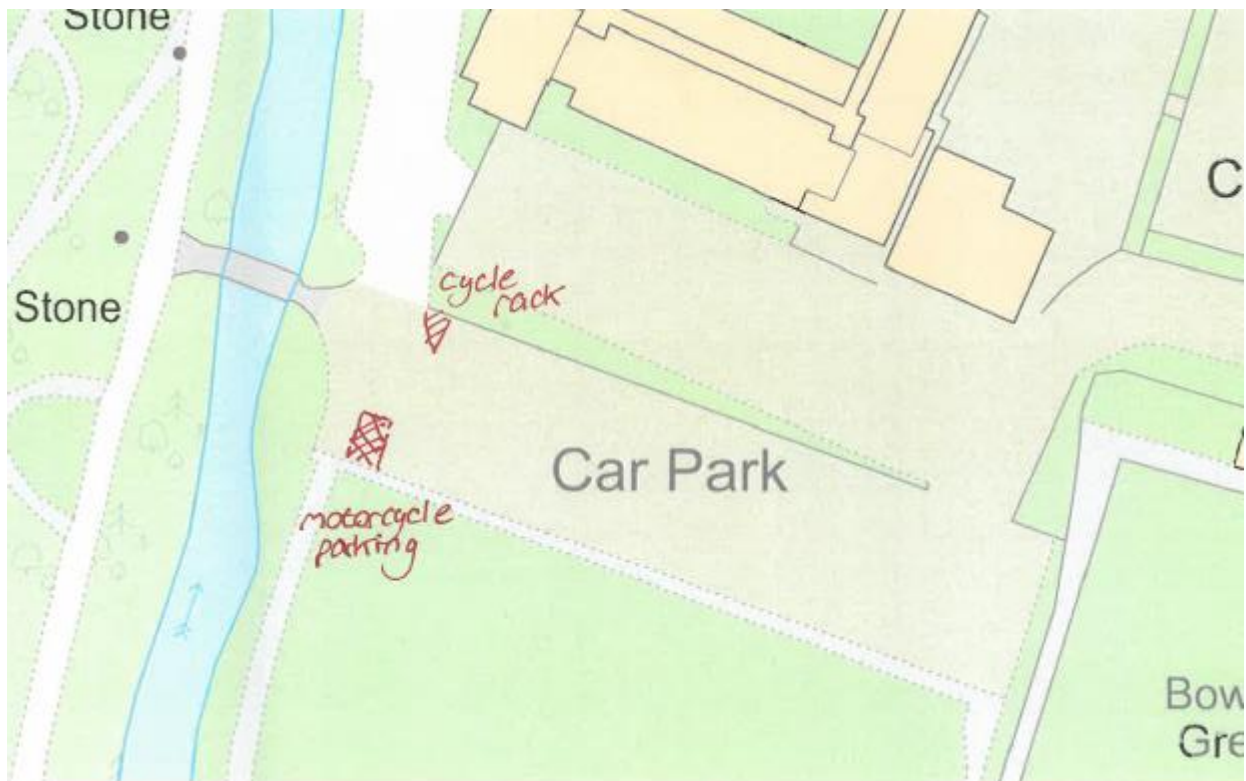 Stone
C
cycle
rack
Stone
Car Park
motorcycle
parking
Bow
Gre